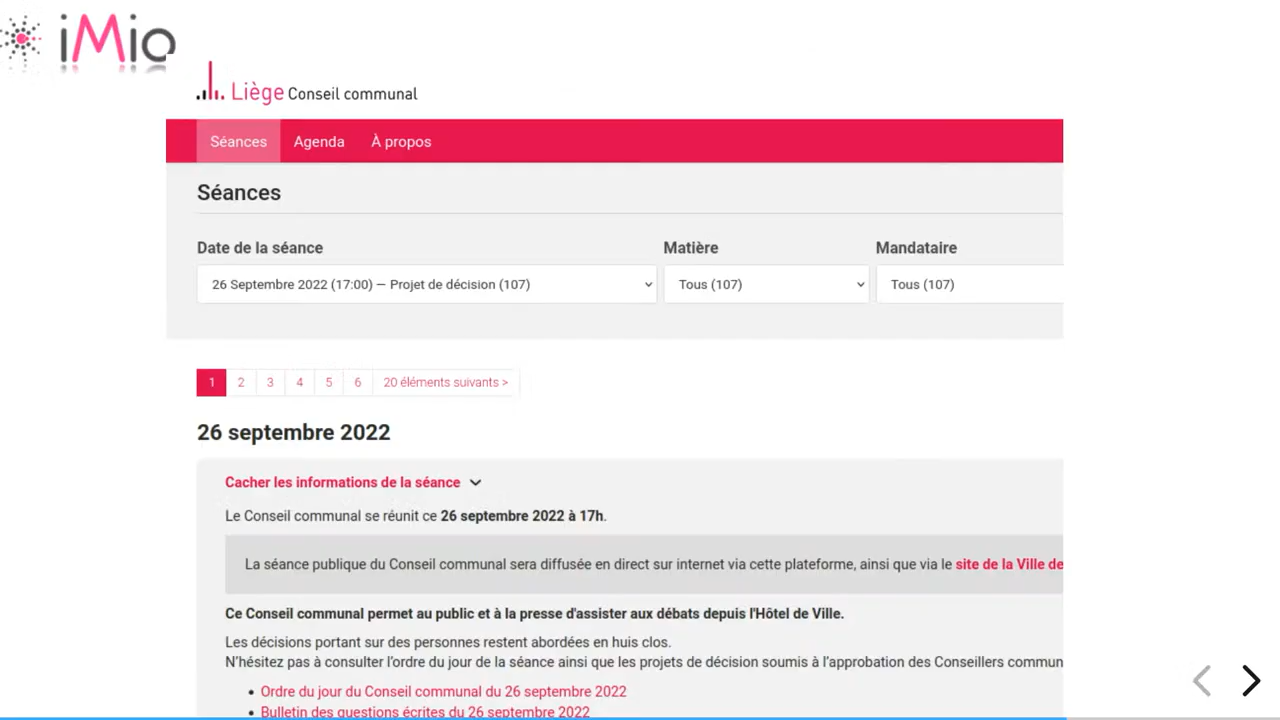 iMio
Liège Conseil communal
Séances Agenda À propos
Séances
Date de la séance Matière Mandataire
26 Septembre 2022 (17:00) — Projet de décision (107) Tous (107) Tous (107)
1 2 3 4 5 6 20 éléments suivants >
26 septembre 2022
Cacher les informations de la séance
Le Conseil communal se réunit ce 26 septembre 2022 à 17h.
La séance publique du Conseil communal sera diffusée en direct sur internet via cette plateforme, ainsi que via le site de la Ville de
Ce Conseil communal permet au public et à la presse d'assister aux débats depuis l'Hôtel de Ville.
Les décisions portant sur des personnes restent abordées en huis clos.
N'hésitez pas à consulter l'ordre du jour de la séance ainsi que les projets de décision soumis à l'approbation des Conseillers commun
• Ordre du jour du Conseil communal du 26 septembre 2022
• Bulletin des questions écrites du 26 septembre 2022